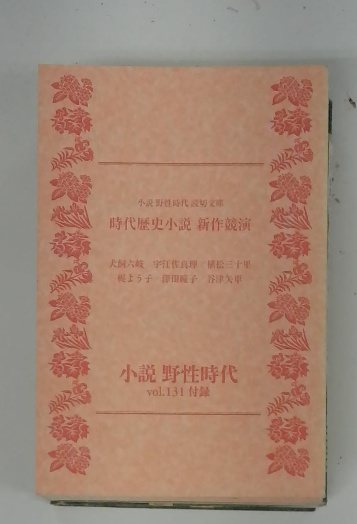 小説 野性時代 読切文庫
時代歴史小説 新作競演
犬飼六岐 宇江佐真理 植松三十里
梶よう子 澤田瞳子 谷津矢車
小説 野性時代
vol.131 付録